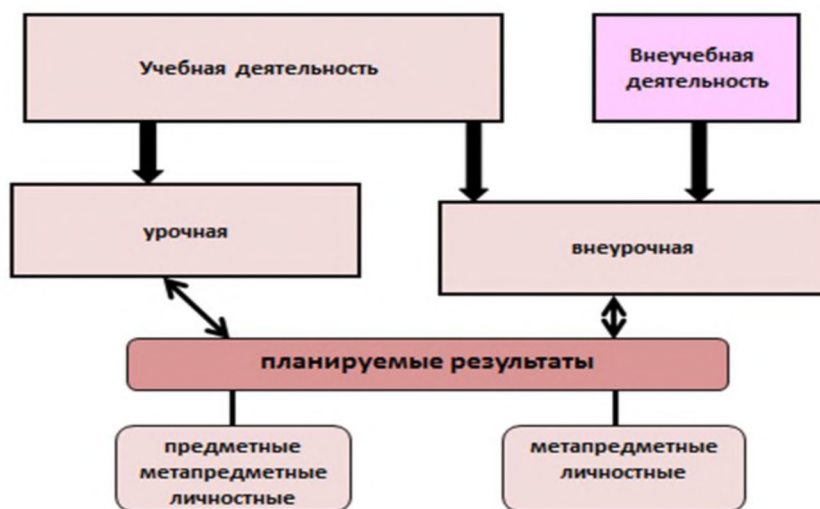 Учебная деятельность
Внеучебная
деятельность
урочная
внеурочная
планируемые результаты
предметные
метапредметные
личностные
метапредметные
личностные